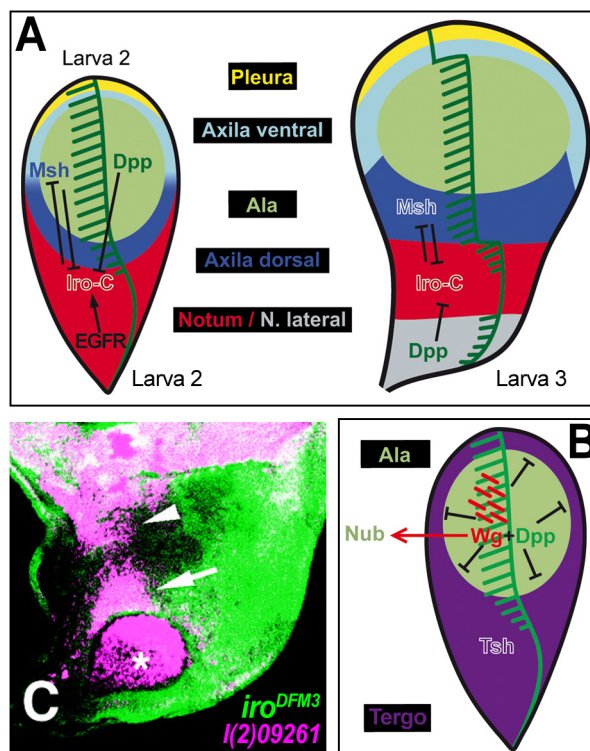 A
Larva 2
Pleura
Axila ventral
Msh
Dpp
Ala
Msh
Axila dorsal
Iro-C
Iro-C
Notum / N. lateral
EGFR
Dpp
Larva 2
Larva 3
B
Ala
Nub
Wg + Dpp
Tsh
Tergo
*
C
iroDFM3
l(2)09261